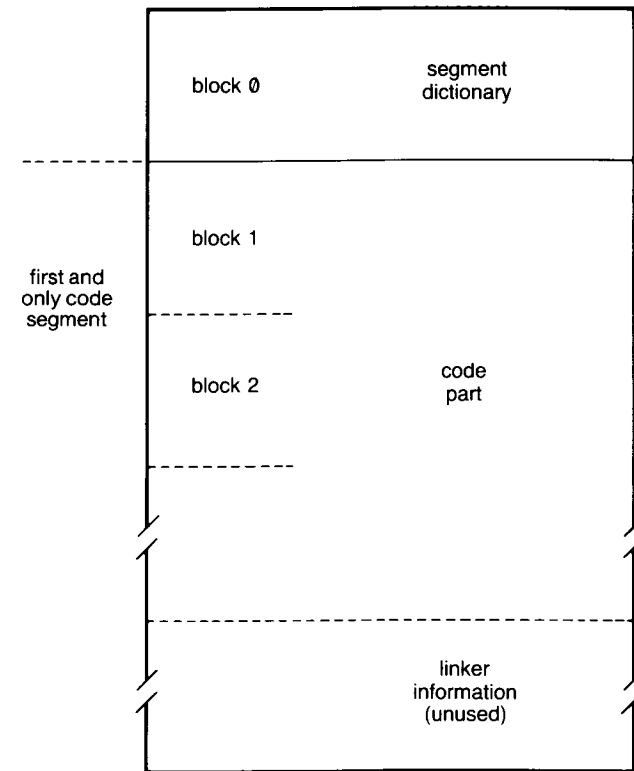 block 0
segment
dictionary
block 1
first and
only code
segment
block 2
code
part
linker
information
(unused)